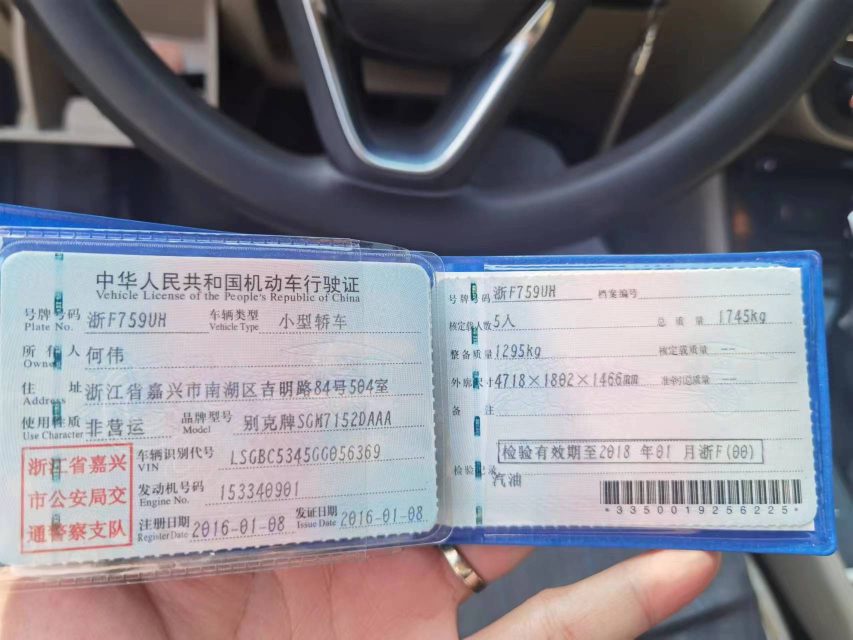 中华人民共和国机动车行驶证
Vehicle License of the People's Republic of China
号牌号码 浙F759UH 车辆类型 小型轿车
Plate No. Vehicle Type
所有人 何伟
Owner
住址 浙江省嘉兴市南湖区吉明路84号504室
Address
使用性质 非营运 品牌型号 别克牌SGM7152DAAA
Use Character Model
浙江省嘉兴
市公安局交
通警察支队
车辆识别代号 LSGBC5345GG056369
VIN
发动机号码 153340901
Engine No.
注册日期 2016-01-08 发证日期 2016-01-08
Register Date Issue Date
号牌号码 浙F759UH 档案编号
核定载人数 5人 总质量 1745kg
整备质量 1295kg 核定载质量 --
外廓尺寸 4718×1802×1466mm 准牵引总质量 --
备注
检验有效期至2018 年01 月浙F(00)
检验记录
汽油
*3350019256225*